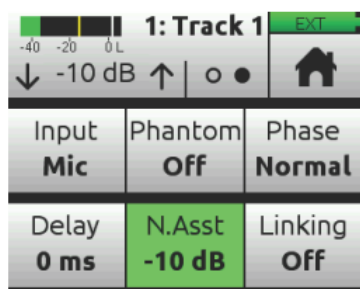 1: Track 1
EXT
-40 -20 0 L
-10 dB
Input
Mic
Phantom
Off
Phase
Normal
Delay
0 ms
N.Asst
-10 dB
Linking
Off